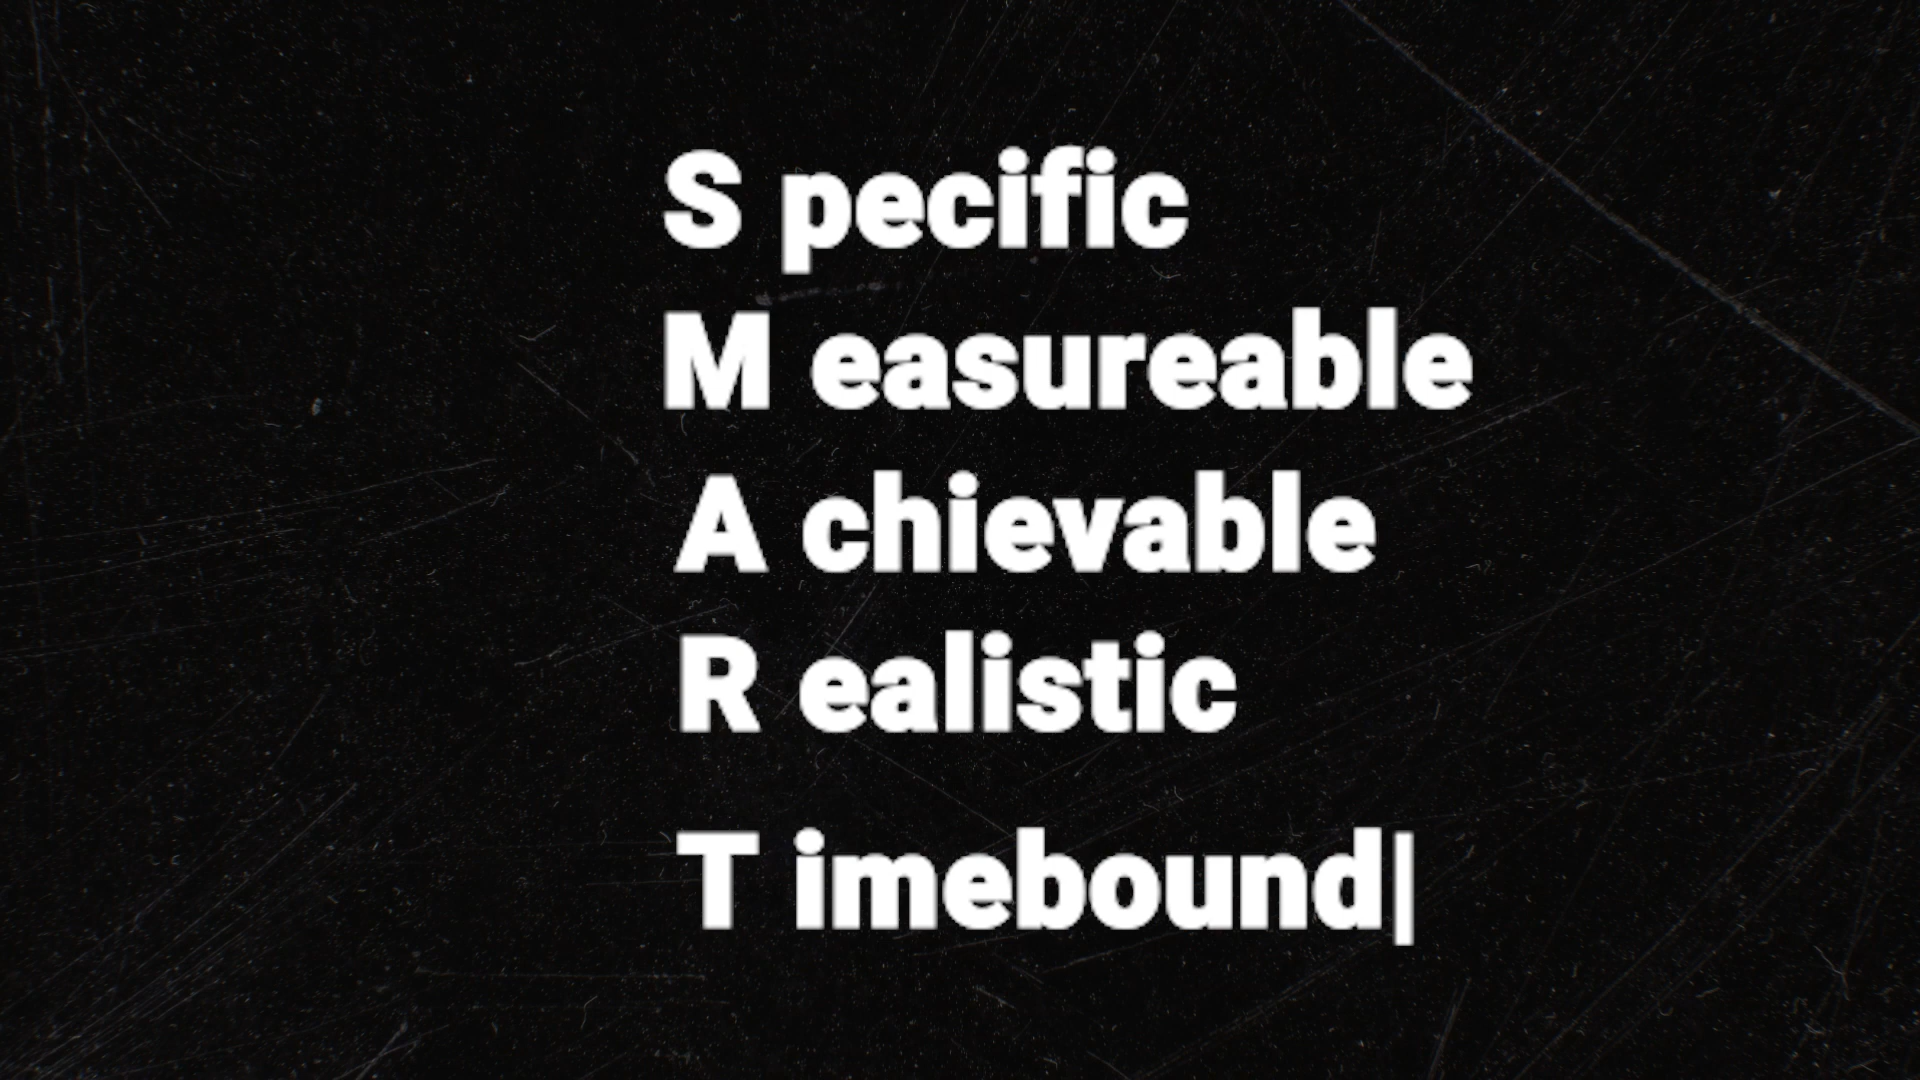 S pecific
M easureable
A chievable
R ealistic
T imebound|